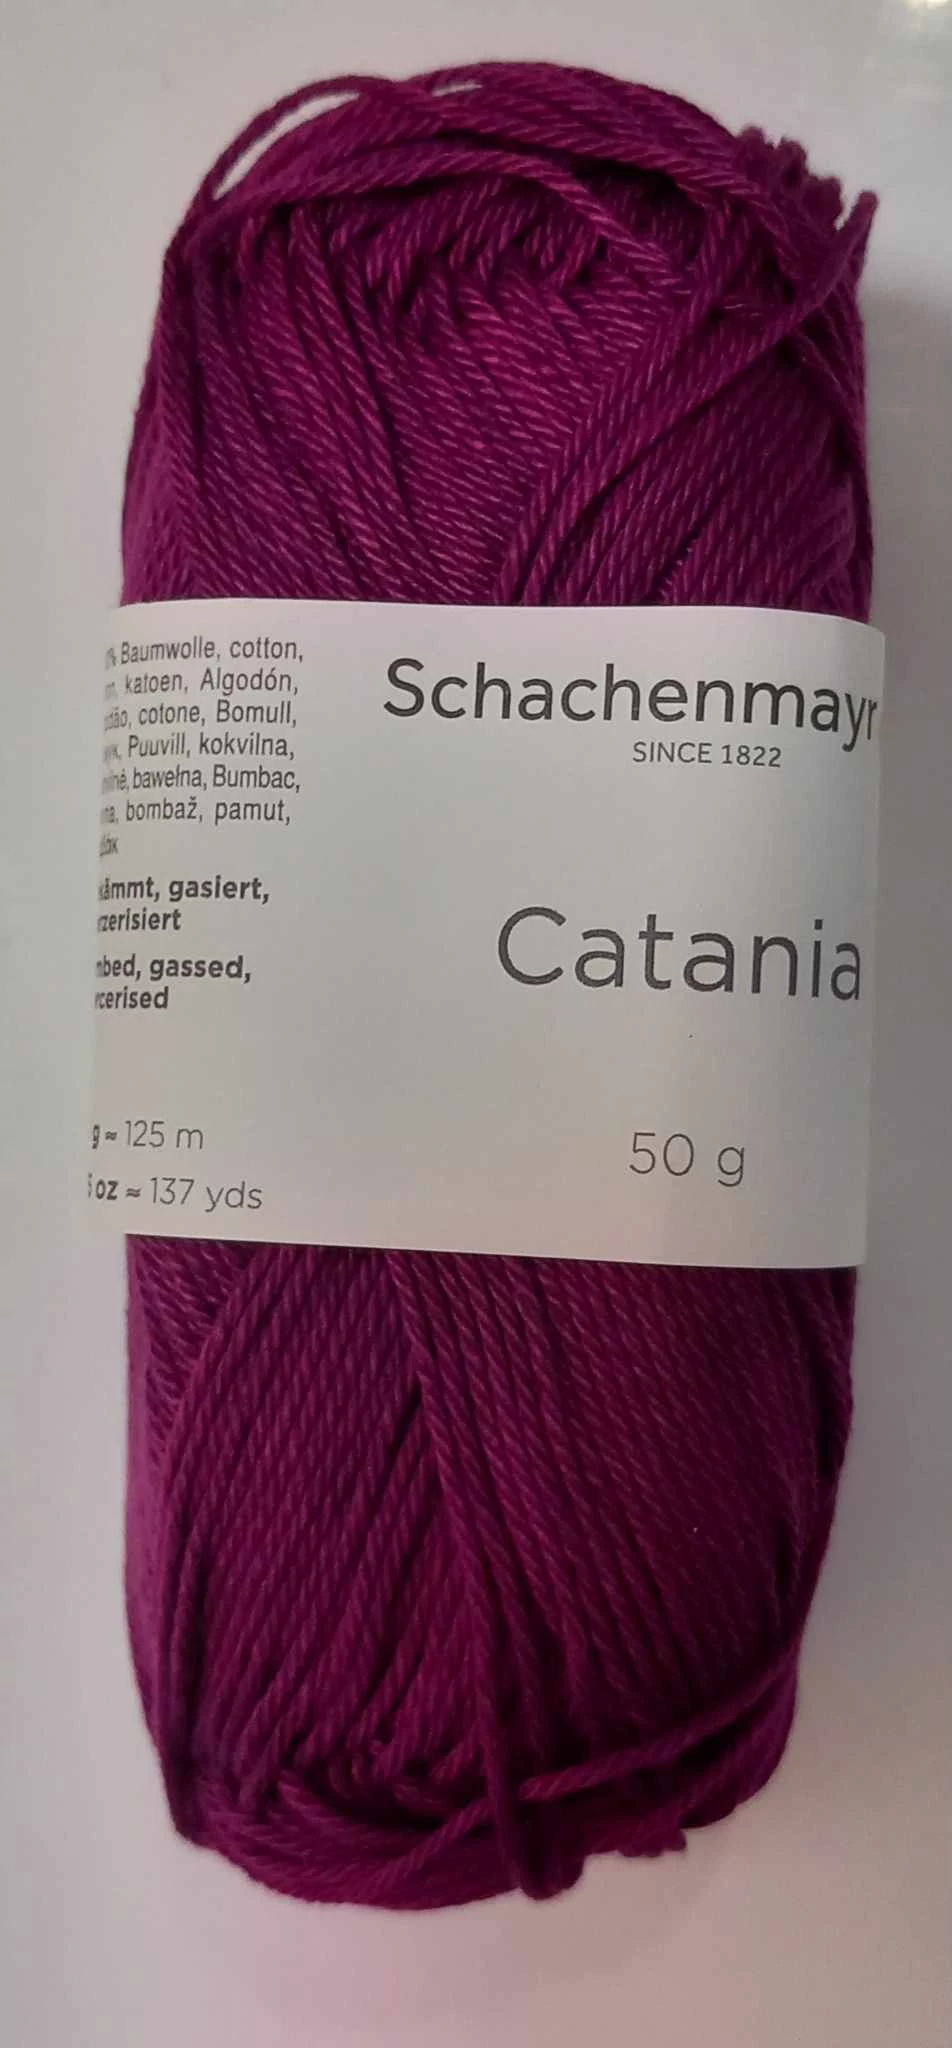 Baumwolle, cotton,
katoen, Algodón,
cotone, Bomull,
Puuvill, kokvilna,
bawełna, Bumbac,
bombaž, pamut,
gasiert,
gassed,
g ≈ 125 m
oz ≈ 137 yds
Schachenmayr
SINCE 1822
Catania
50 g